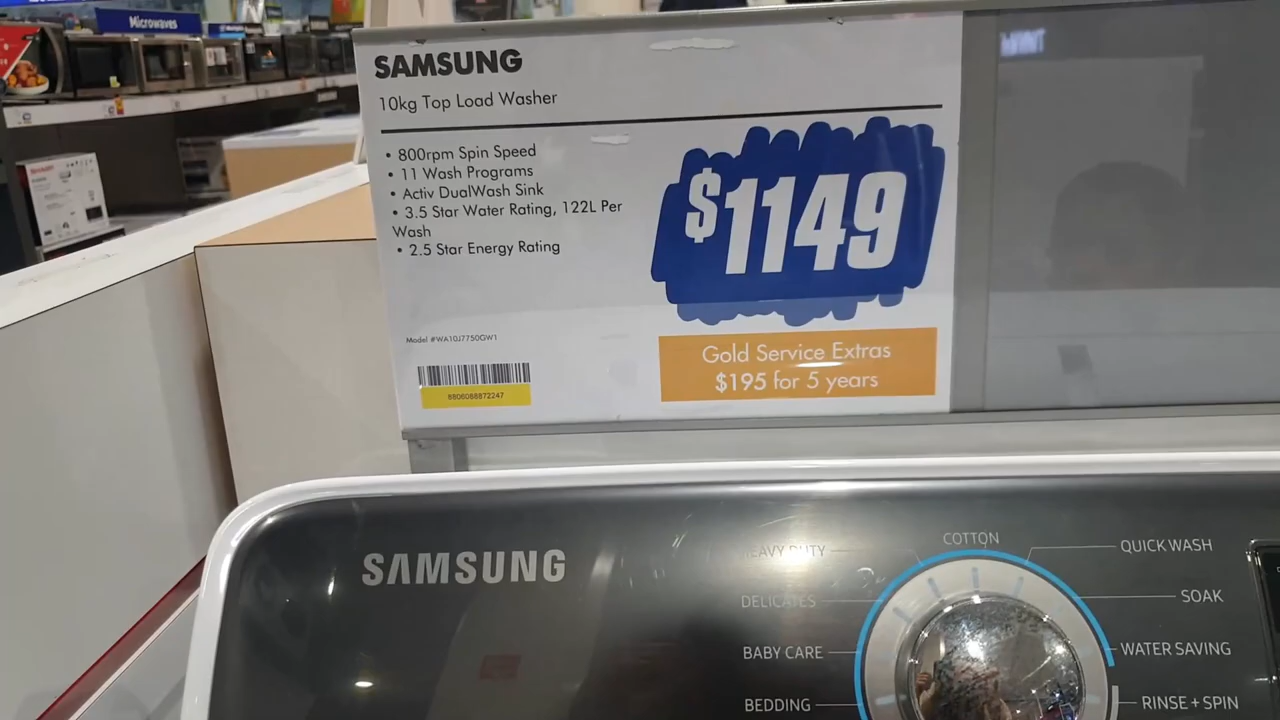 Microwaves
SAMSUNG
10kg Top Load Washer
• 800rpm Spin Speed
• 11 Wash Programs
• Activ DualWash Sink
• 3.5 Star Water Rating, 122L Per
Wash
• 2.5 Star Energy Rating
$1149
Model #WA10J7750GW1
8806088872247
Gold Service Extras
$195 for 5 years
SAMSUNG
HEAVY DUTY
COTTON
QUICK WASH
DELICATES
SOAK
BABY CARE
WATER SAVING
BEDDING
RINSE + SPIN